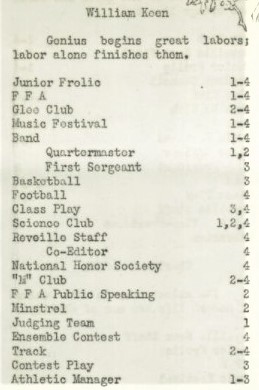 William Keen
Genius begins great labors;
labor alone finishes them.
Junior Frolic 1-4
F F A 1-4
Glee Club 2-4
Music Festival 1-4
Band 1-4
Quartermaster 1,2
First Sergeant 3
Basketball 3
Football 4
Class Play 3,4
Science Club 1,2,4
Reveille Staff 4
Co-Editor 4
National Honor Society 4
Club 2-4
F F A Public Speaking 2
Minstrel 2
Judging Team 1
Ensemble Contest 4
Track 2-4
Contest Play 3
Athletic Manager 1-3